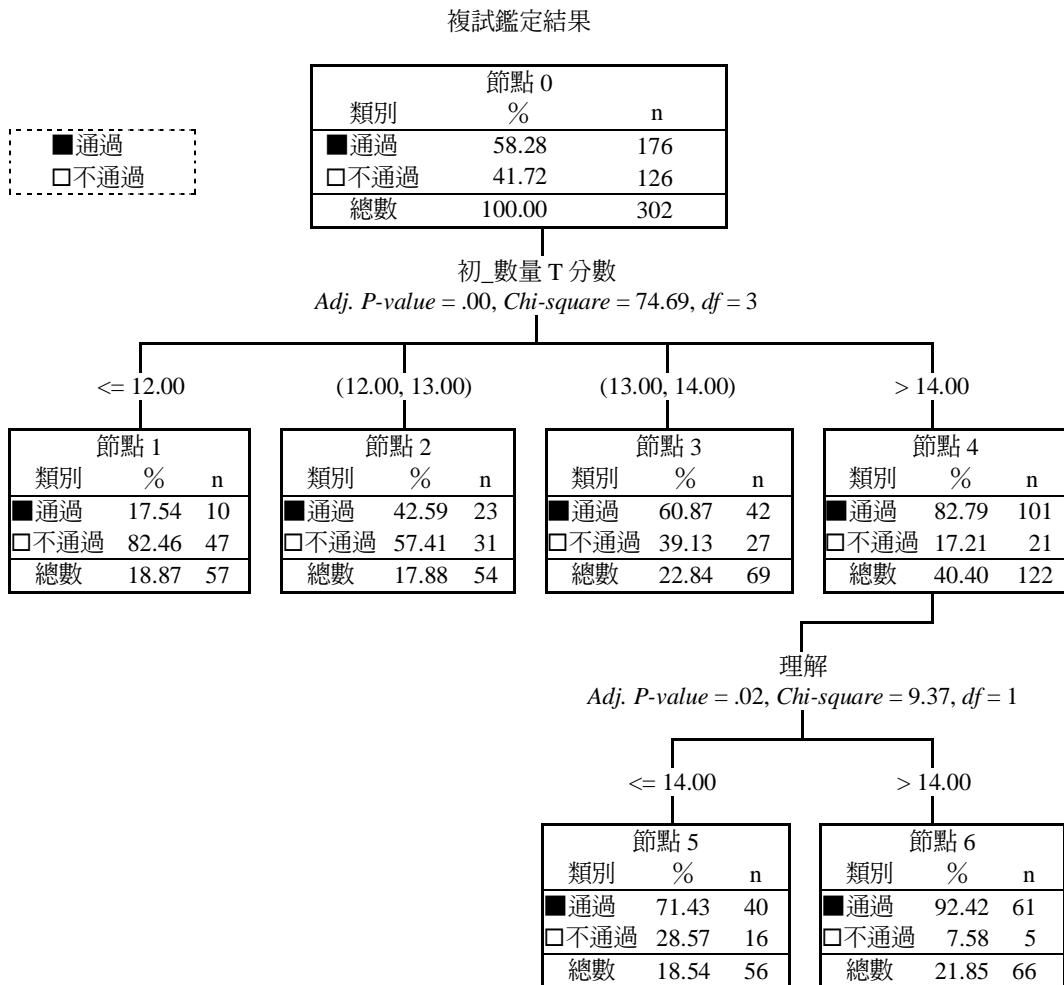 複試鑑定結果
節點 0
類別 % n
■通過 58.28 176
□不通過 41.72 126
總數 100.00 302
■通過
□不通過
初_數量 T 分數
Adj. P-value = .00, Chi-square = 74.69, df = 3
<= 12.00
(12.00, 13.00)
(13.00, 14.00)
> 14.00
節點 1
類別 % n
■通過 17.54 10
□不通過 82.46 47
總數 18.87 57
節點 2
類別 % n
■通過 42.59 23
□不通過 57.41 31
總數 17.88 54
節點 3
類別 % n
■通過 60.87 42
□不通過 39.13 27
總數 22.84 69
節點 4
類別 % n
■通過 82.79 101
□不通過 17.21 21
總數 40.40 122
理解
Adj. P-value = .02, Chi-square = 9.37, df = 1
<= 14.00
> 14.00
節點 5
類別 % n
■通過 71.43 40
□不通過 28.57 16
總數 18.54 56
節點 6
類別 % n
■通過 92.42 61
□不通過 7.58 5
總數 21.85 66